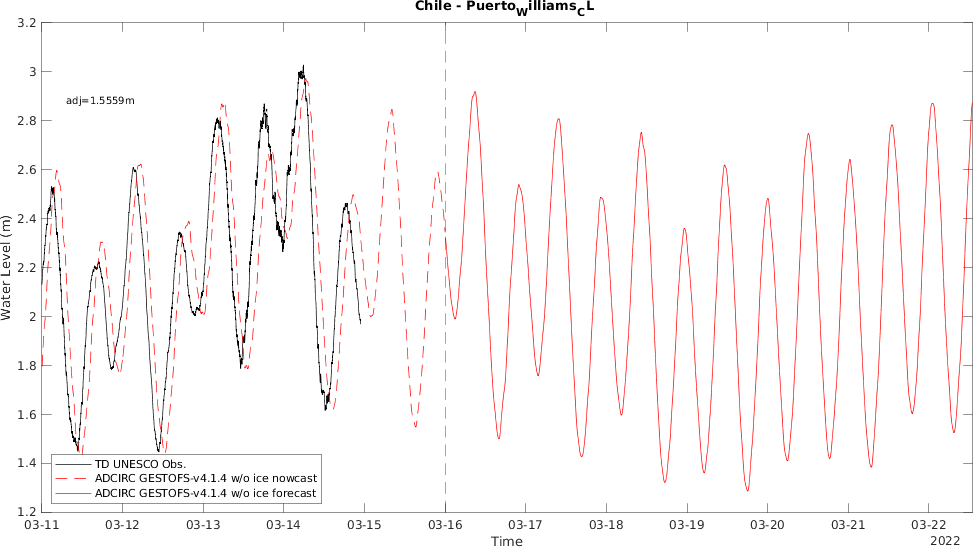 Chile - PuertoWilliamsCL
3.2
3
2.8
2.6
2.4
2.2
2
1.8
1.6
1.4
1.2
Water Level (m)
adj=1.5559m
TD UNESCO Obs.
ADCIRC GESTOFS-v4.1.4 w/o ice nowcast
ADCIRC GESTOFS-v4.1.4 w/o ice forecast
03-11 03-12 03-13 03-14 03-15 03-16 03-17 03-18 03-19 03-20 03-21 03-22
Time
2022